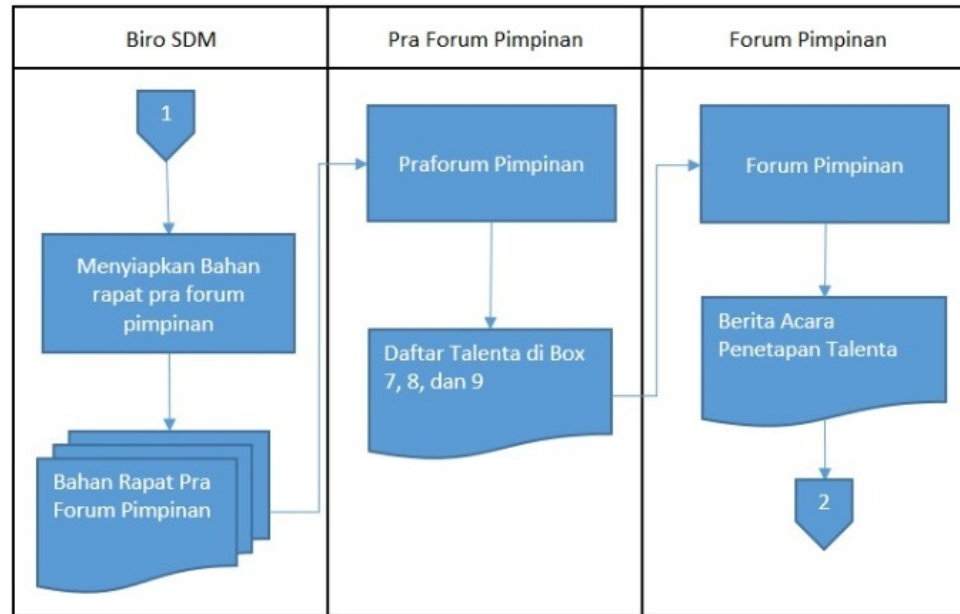 Biro SDM
Pra Forum Pimpinan
Forum Pimpinan
1
Menyiapkan Bahan
rapat pra forum
pimpinan
Bahan Rapat Pra
Forum Pimpinan
Praforum Pimpinan
Daftar Talenta di Box
7, 8, dan 9
Forum Pimpinan
Berita Acara
Penetapan Talenta
2